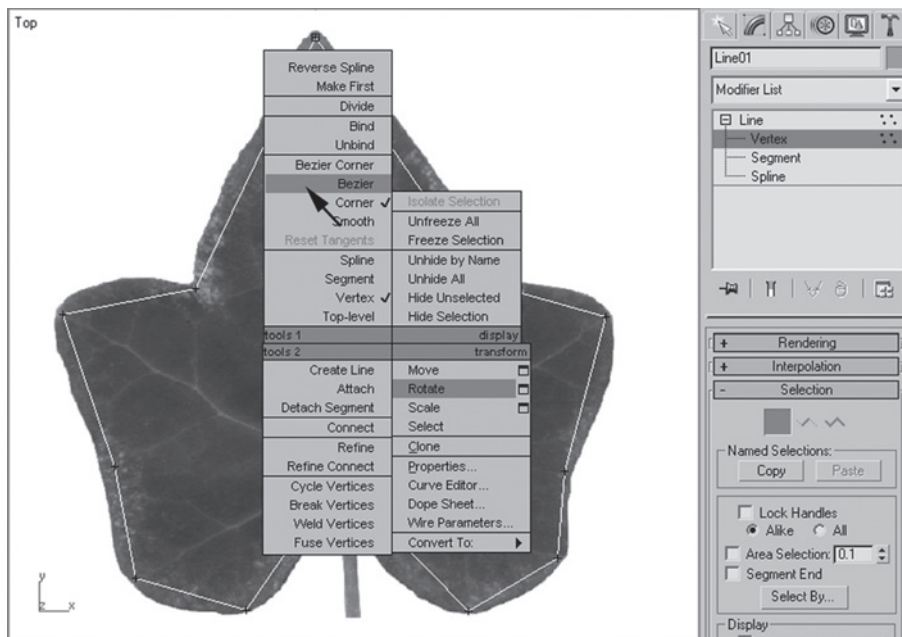 Top
Reverse Spline
Make First
Divide
Bind
Unbind
Bezier Corner
Bezier
Corner ✓
Smooth
Reset Tangents
Spline
Segment
Vertex ✓
Top-level
tools 1
Isolate Selection
Unfreeze All
Freeze Selection
Unhide by Name
Unhide All
Hide Unselected
Hide Selection
display
tools 2
Create Line
Attach
Detach Segment
Connect
Refine
Refine Connect
Cycle Vertices
Break Vertices
Weld Vertices
Fuse Vertices
transform
Move
Rotate
Scale
Select
Clone
Properties...
Curve Editor...
Dope Sheet...
Wire Parameters...
Convert To:
y
z x
Line01
Modifier List
Line
Vertex
Segment
Spline
+ Rendering
+ Interpolation
- Selection
Named Selections:
Copy Paste
Lock Handles
Alike All
Area Selection: 0.1
Segment End
Select By...
Display